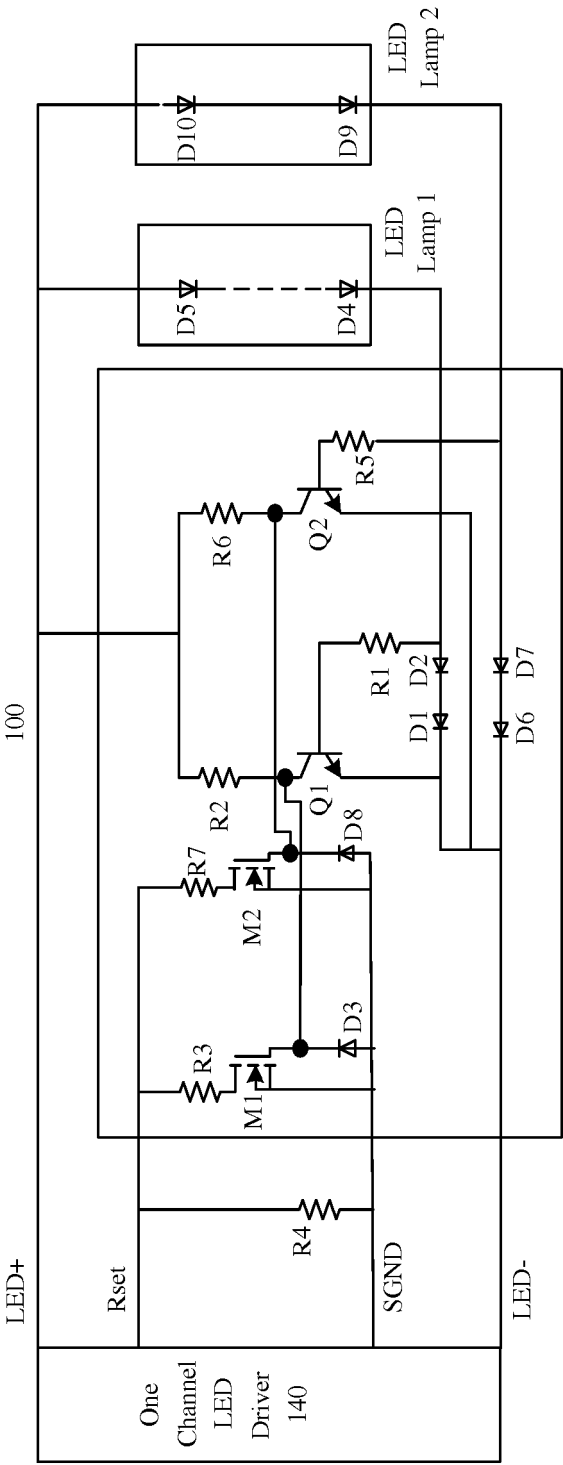 100
LED+
Rset
SGND
LED-
One
Channel
LED
Driver
140
R4
R3
M1
D3
R7
M2
D8
R2
Q1
R6
Q2
R1
R5
D1
D2
D6
D7
D5
D4
LED
Lamp 1
D10
D9
LED
Lamp 2